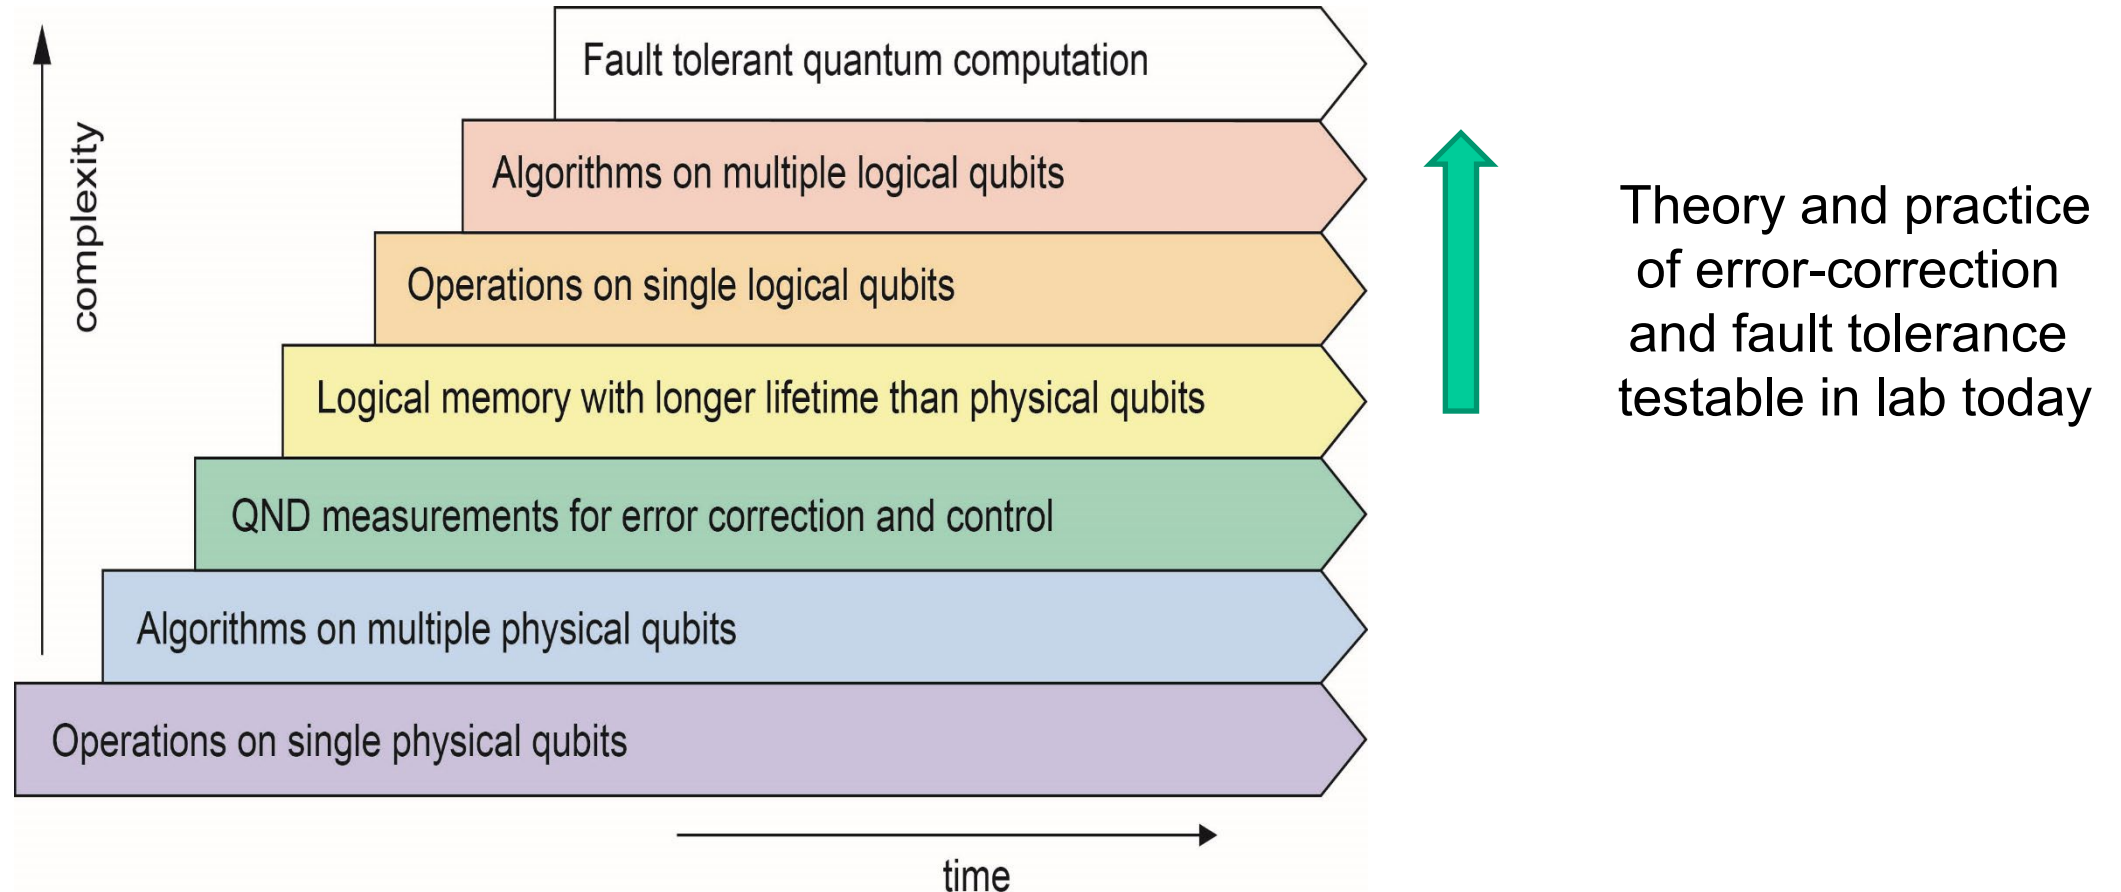 complexity
Fault tolerant quantum computation
Algorithms on multiple logical qubits
Operations on single logical qubits
Logical memory with longer lifetime than physical qubits
QND measurements for error correction and control
Algorithms on multiple physical qubits
Operations on single physical qubits
time
Theory and practice
of error-correction
and fault tolerance
testable in lab today